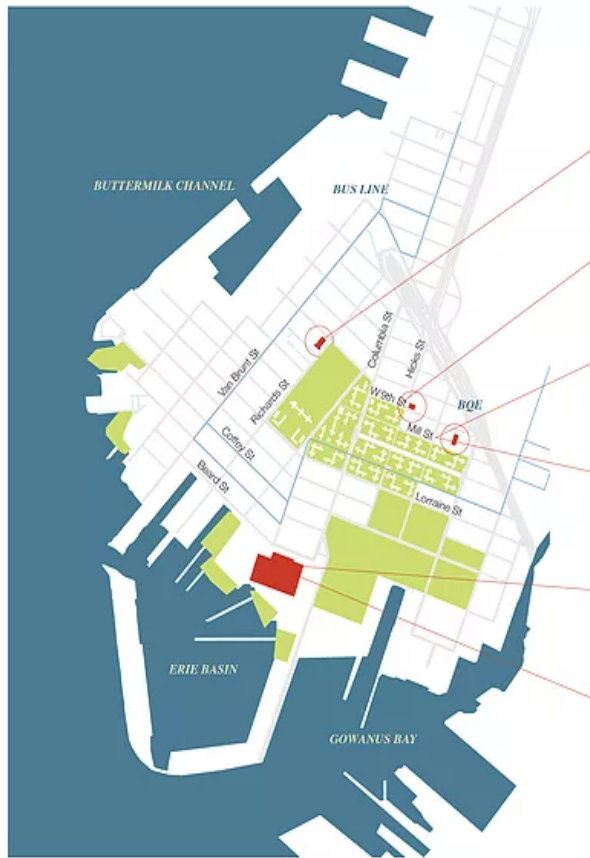 BUTTERMILK CHANNEL
BUS LINE
Columbia St
Hicks St
Van Brunt St
Richards St
W 9th St
BQE
Mill St
Coffey St
Beard St
Lorraine St
ERIE BASIN
GOWANUS BAY